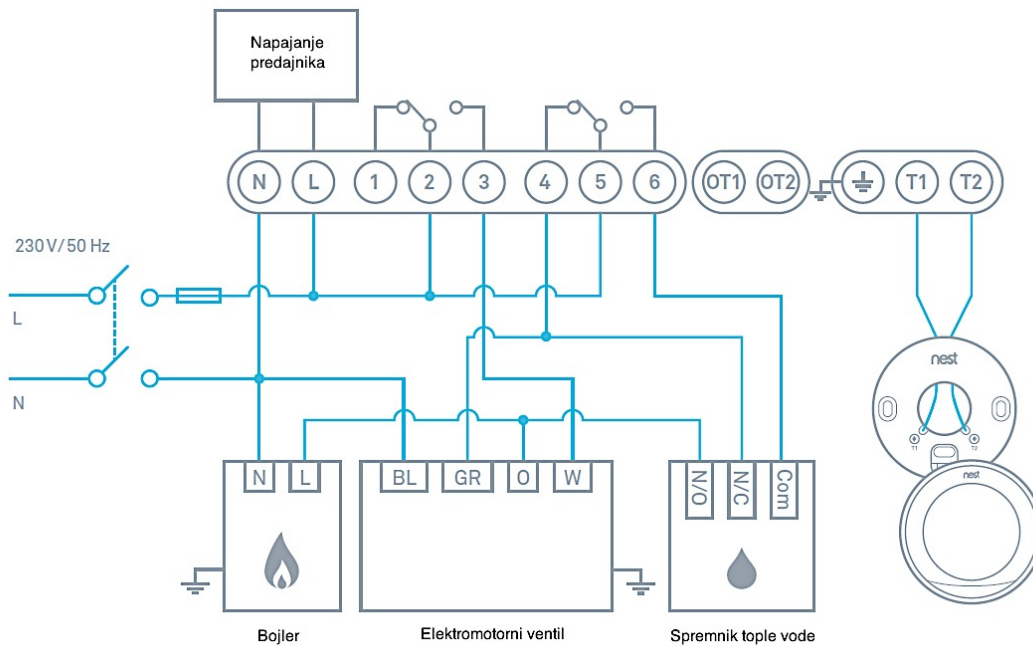 Napajanje
predajnika
N L 1 2 3 4 5 6 OT1 OT2 T1 T2
230 V/50 Hz
L
N
nest
T1 T2
nest
N L BL GR O W N/O N/C Com
Bojler Elektromotorni ventil Spremnik tople vode